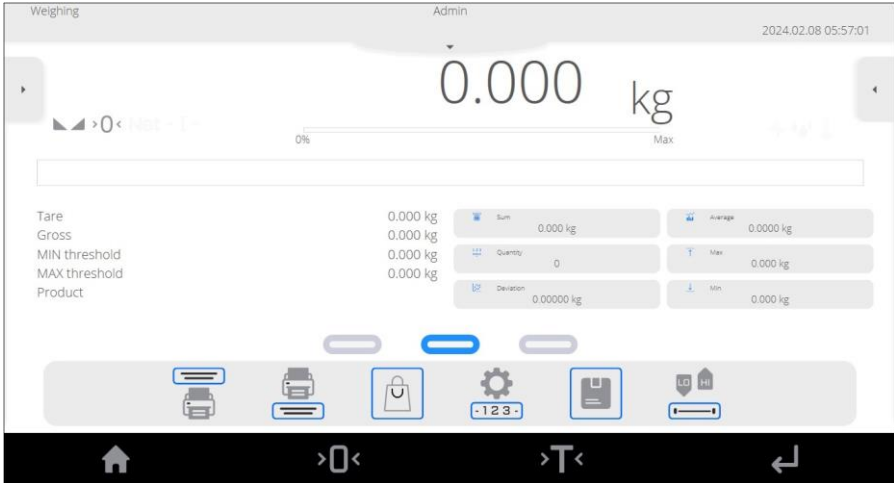 Weighing Admin
2024.02.08 05:57:01
0.000 kg
>0<
0% Max
Tare 0.000 kg
Gross 0.000 kg
MIN threshold 0.000 kg
MAX threshold 0.000 kg
Product
Sum
0.000 kg
Average
0.0000 kg
Quantity
0
Max
0.000 kg
Deviation
0.00000 kg
Min
0.000 kg
-123-
LO HI
>0< >T<